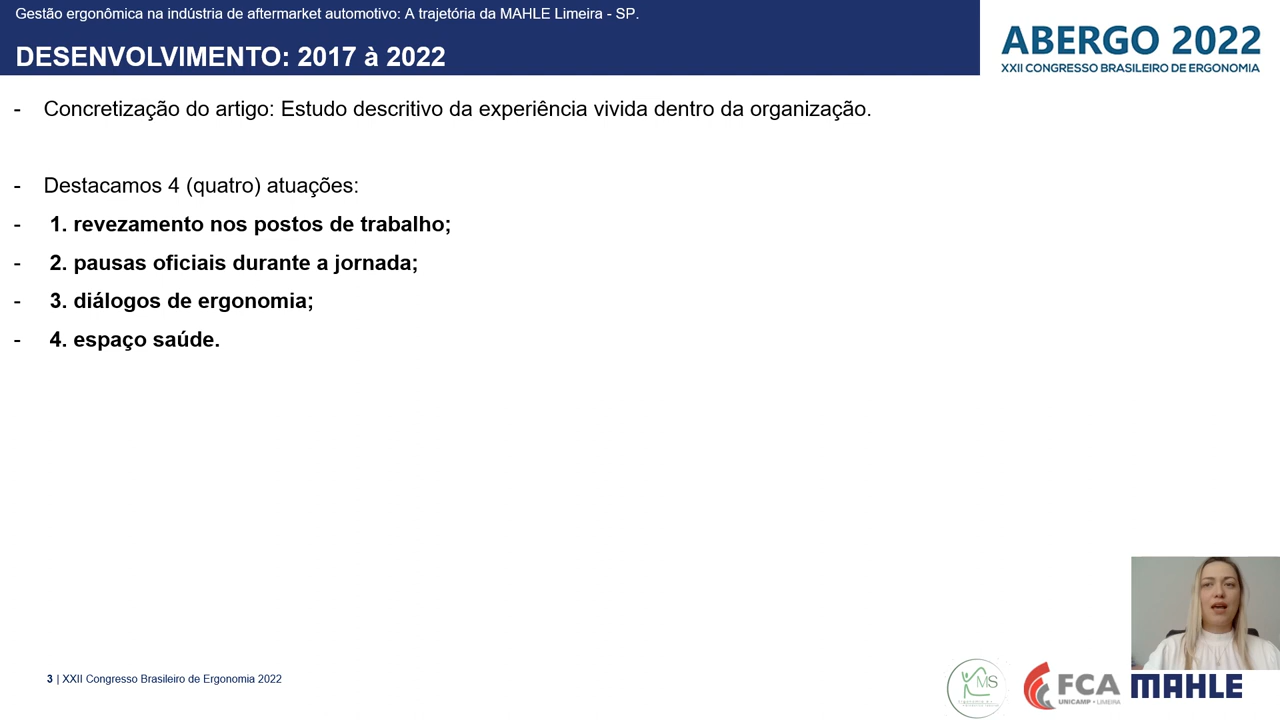 Gestão ergonômica na indústria de aftermarket automotivo: A trajetória da MAHLE Limeira - SP.
DESENVOLVIMENTO: 2017 à 2022
ABERGO 2022
XXII CONGRESSO BRASILEIRO DE ERGONOMIA
- Concretização do artigo: Estudo descritivo da experiência vivida dentro da organização.
- Destacamos 4 (quatro) atuações:
- 1. revezamento nos postos de trabalho;
- 2. pausas oficiais durante a jornada;
- 3. diálogos de ergonomia;
- 4. espaço saúde.
3 | XXII Congresso Brasileiro de Ergonomia 2022
MS
FCA
UNICAMP • LIMEIRA
MAHLE